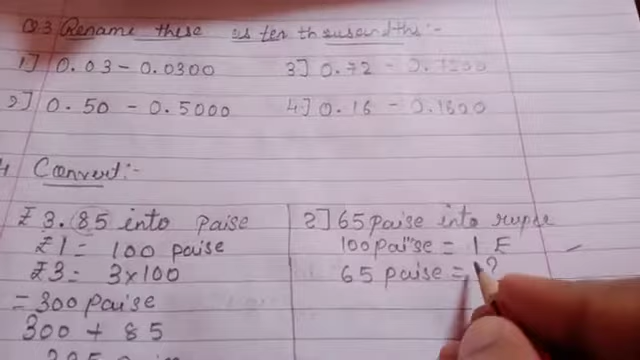 Q.3 Rename these as ten thousandths:-
1] 0.03 - 0.0300
3] 0.72 - 0.7200
2] 0.50 - 0.5000
4] 0.16 - 0.1600
4 Convert:-
₹3.85 into paise
₹1 = 100 paise
₹3 = 3×100
= 300 paise
300 + 85
2] 65 paise into rupee
100 paise = 1 ₹
65 paise = ?